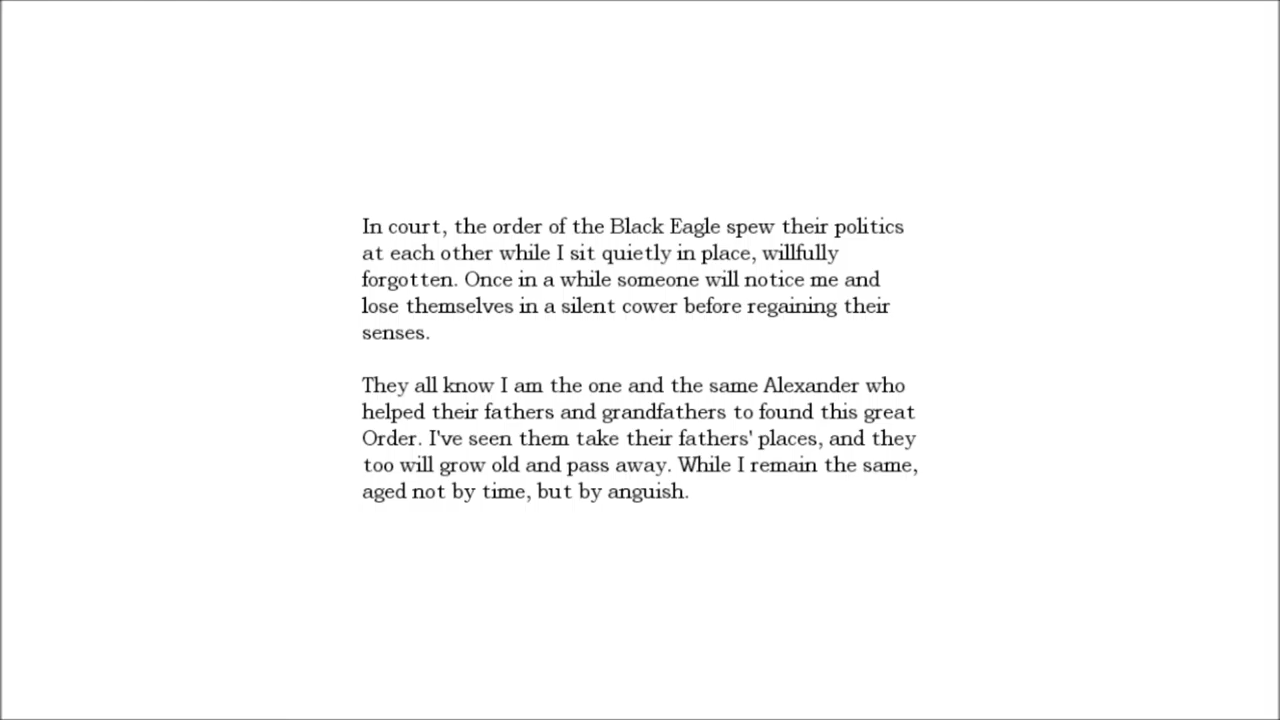 In court, the order of the Black Eagle spew their politics
at each other while I sit quietly in place, willfully
forgotten. Once in a while someone will notice me and
lose themselves in a silent cower before regaining their
senses.
They all know I am the one and the same Alexander who
helped their fathers and grandfathers to found this great
Order. I've seen them take their fathers' places, and they
too will grow old and pass away. While I remain the same,
aged not by time, but by anguish.